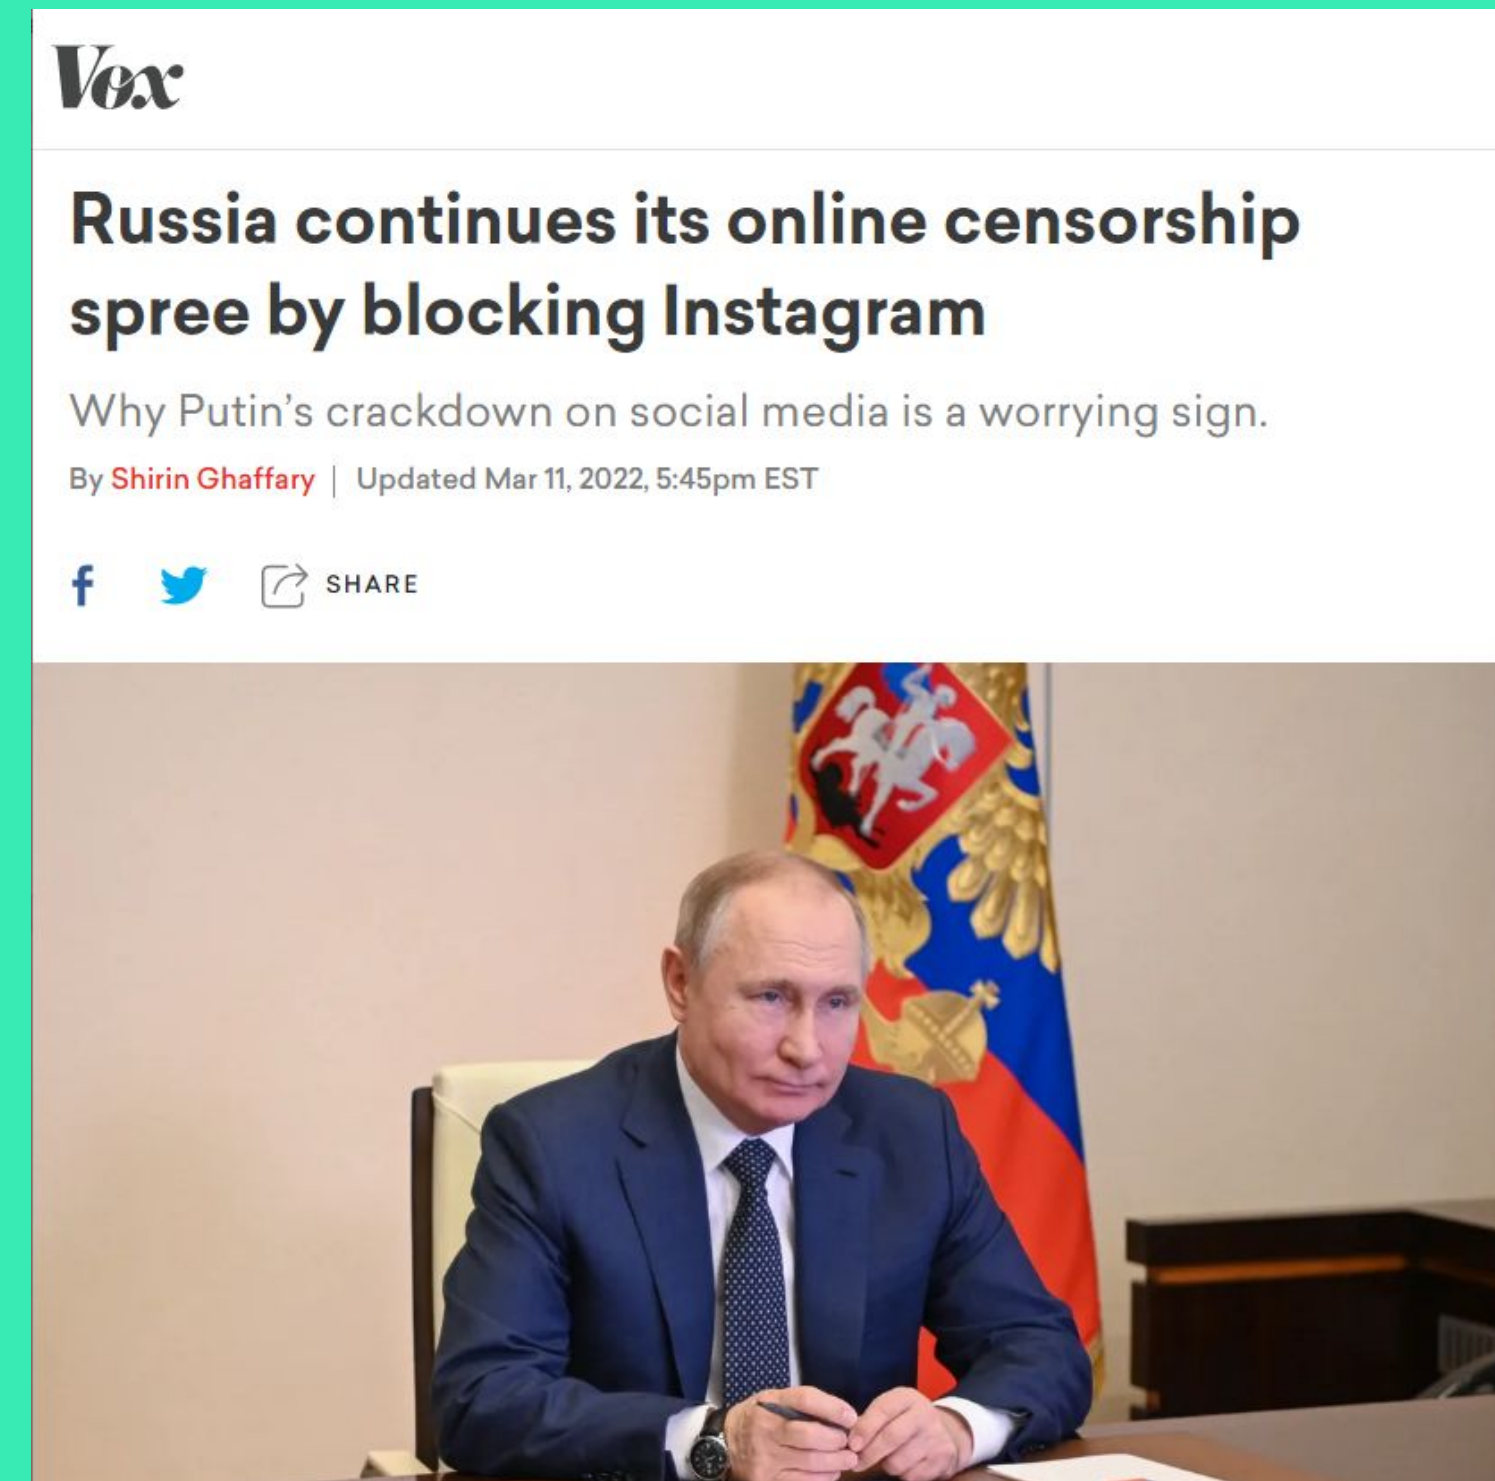 Vox
Russia continues its online censorship
spree by blocking Instagram
Why Putin's crackdown on social media is a worrying sign.
By Shirin Ghaffary | Updated Mar 11, 2022, 5:45pm EST
SHARE